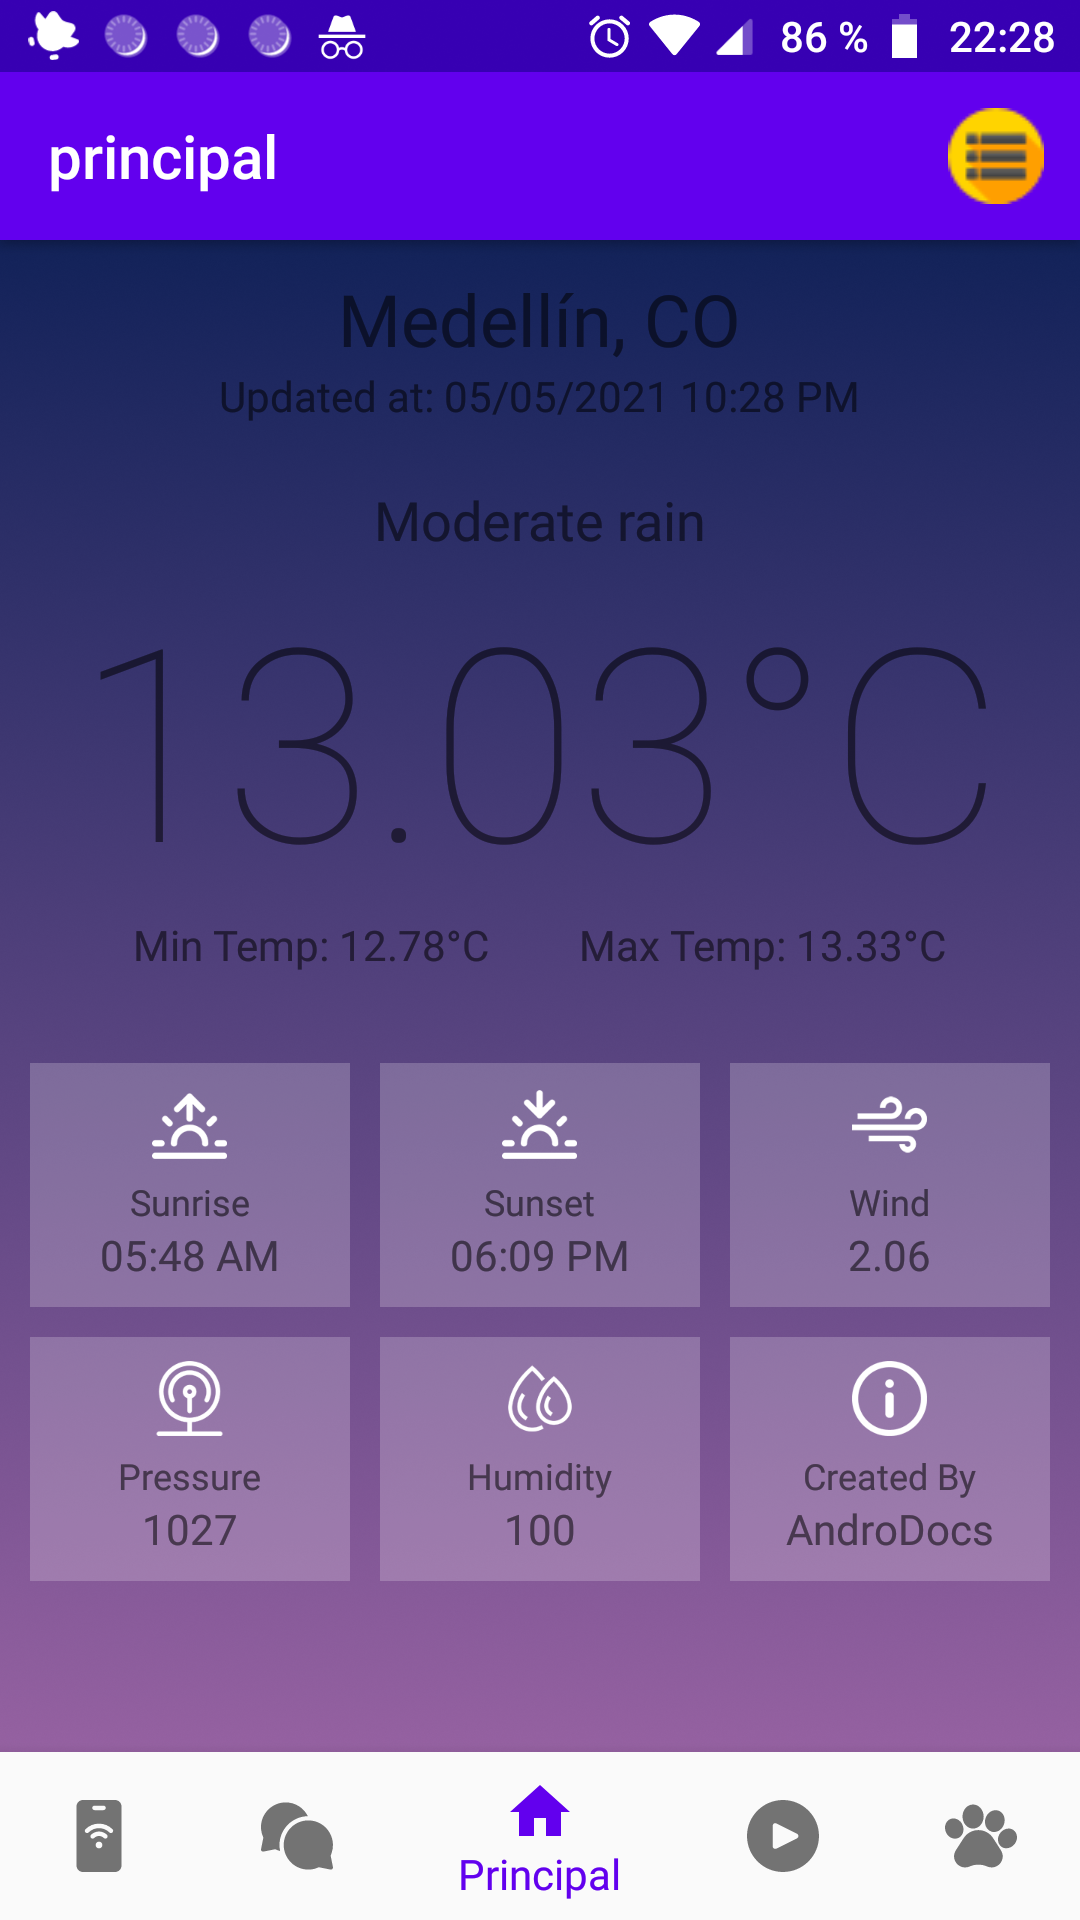 86 % 22:28
principal
Medellín, CO
Updated at: 05/05/2021 10:28 PM
Moderate rain
13.03°C
Min Temp: 12.78°C Max Temp: 13.33°C
Sunrise Sunset Wind
05:48 AM 06:09 PM 2.06
Pressure Humidity Created By
1027 100 AndroDocs
Principal